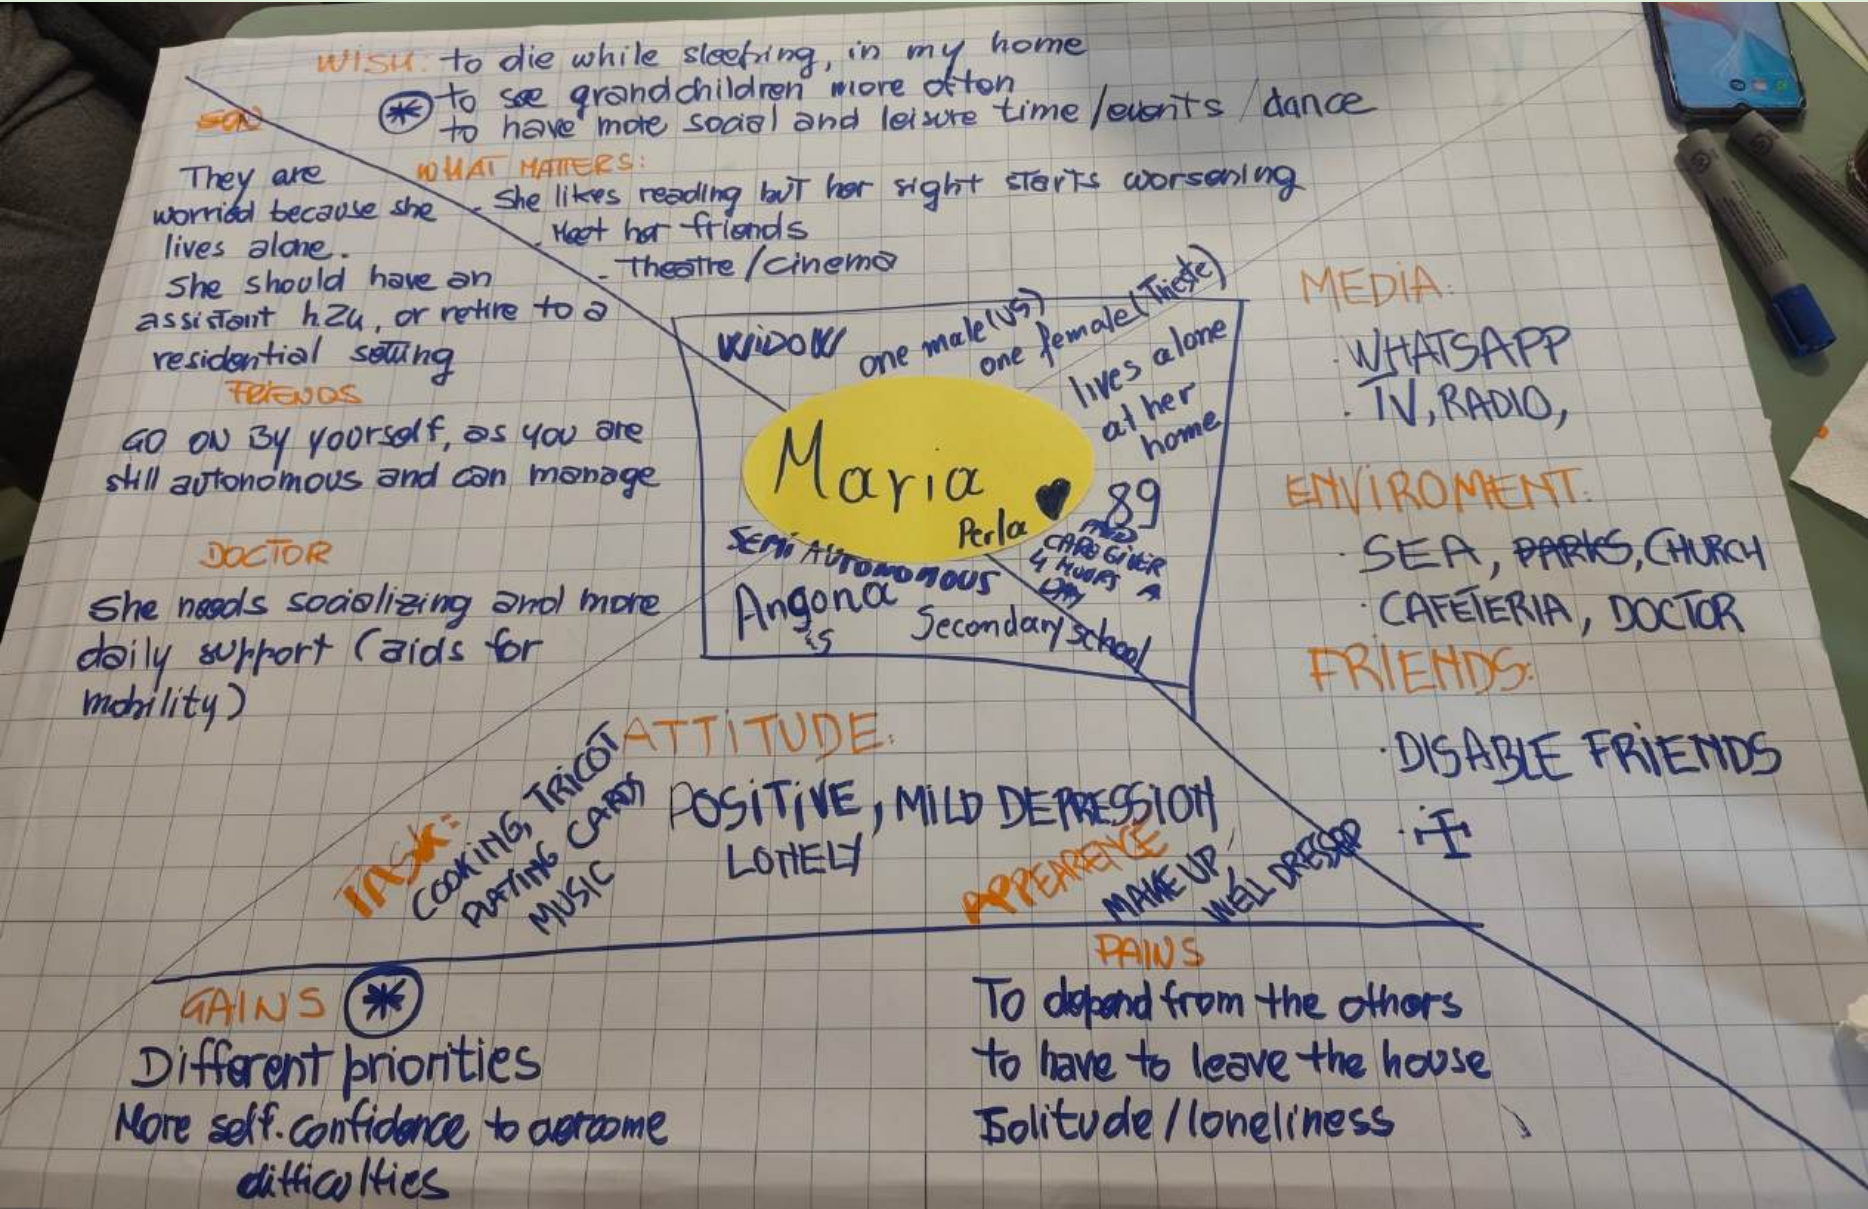 WISH: to die while sleeping, in my home
to see grandchildren more often
to have more social and leisure time/events/dance
WHAT MATTERS:
- She likes reading but her sight starts worsening
- Meet her friends
- Theatre/cinema
son
They are
worried because she
lives alone.
She should have an
assistant h24, or retire to a
residential setting
FRIENDS
GO ON By yourself, as you are
still autonomous and can manage
DOCTOR
She needs socializing and more
daily support (aids for
mobility)
WIDOW
one male (US)
one female (Trieste)
lives alone
at her
home
Maria
Perla
89
AND
CARE GIVER
4 HOURS A
DAY
SEMI AUTONOMOUS
Angona
is
Secondary school
MEDIA:
· WHATSAPP
· TV, RADIO,
ENVIROMENT:
· SEA, PARKS, CHURCH
· CAFETERIA, DOCTOR
FRIENDS:
· DISABLE FRIENDS
ATTITUDE:
POSITIVE, MILD DEPRESSION
LONELY
TASK:
COOKING, TRICOT
PLAYING CARDS
MUSIC
APPEARENCE
MAKE UP,
WELL DRESSED
GAINS
Different priorities
More self-confidence to overcome
difficulties
PAINS
To depend from the others
to have to leave the house
Solitude/loneliness